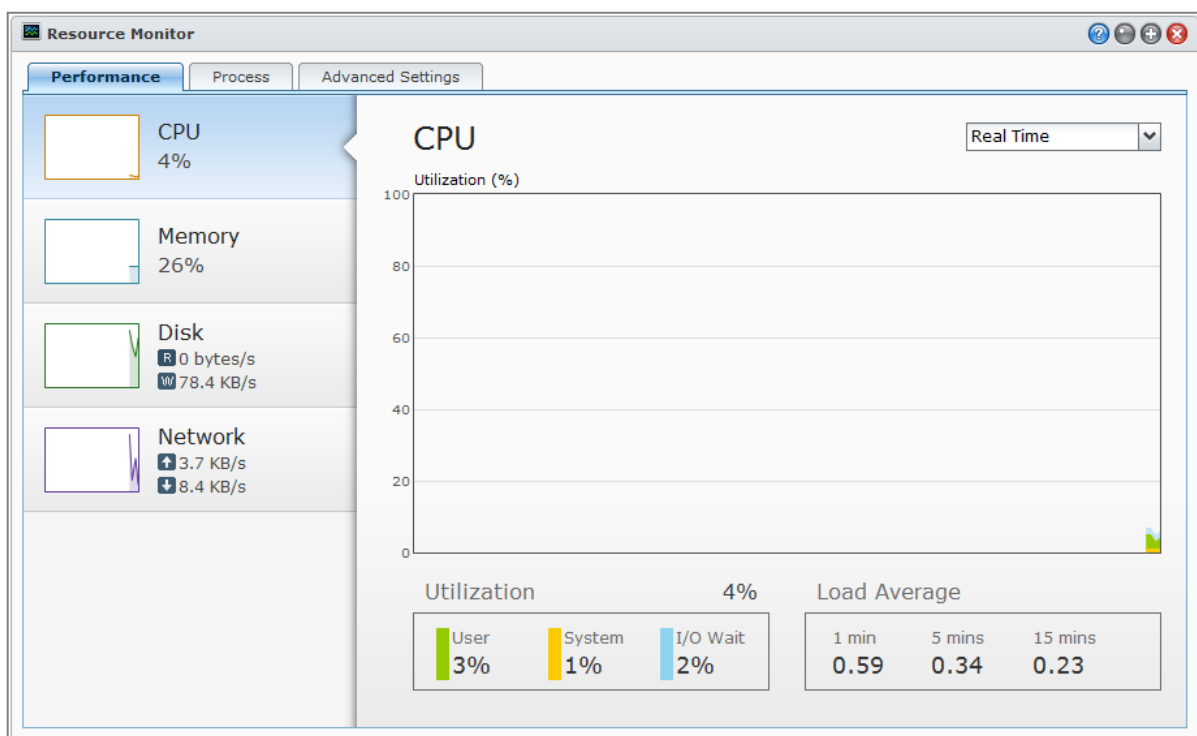 Resource Monitor
Performance Process Advanced Settings
CPU
4%
Memory
26%
Disk
R 0 bytes/s
W 78.4 KB/s
Network
3.7 KB/s
8.4 KB/s
CPU
Real Time
Utilization (%)
100
80
60
40
20
0
Utilization 4%
User System I/O Wait
3% 1% 2%
Load Average
1 min 5 mins 15 mins
0.59 0.34 0.23